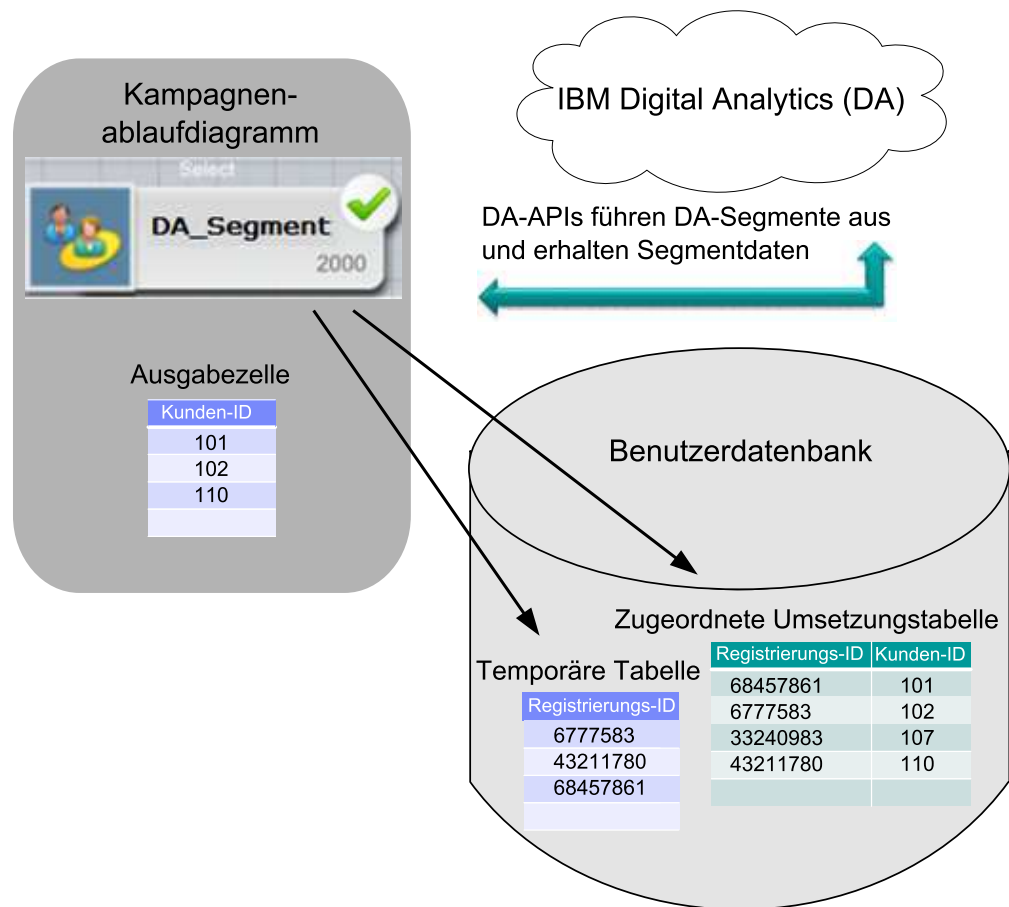 Kampagnen-
ablaufdiagramm
Select
DA_Segment
2000
Ausgabezelle
Kunden-ID
101
102
110
IBM Digital Analytics (DA)
DA-APIs führen DA-Segmente aus
und erhalten Segmentdaten
Benutzerdatenbank
Zugeordnete Umsetzungstabelle
Registrierungs-ID Kunden-ID
68457861 101
6777583 102
33240983 107
43211780 110
Temporäre Tabelle
Registrierungs-ID
6777583
43211780
68457861